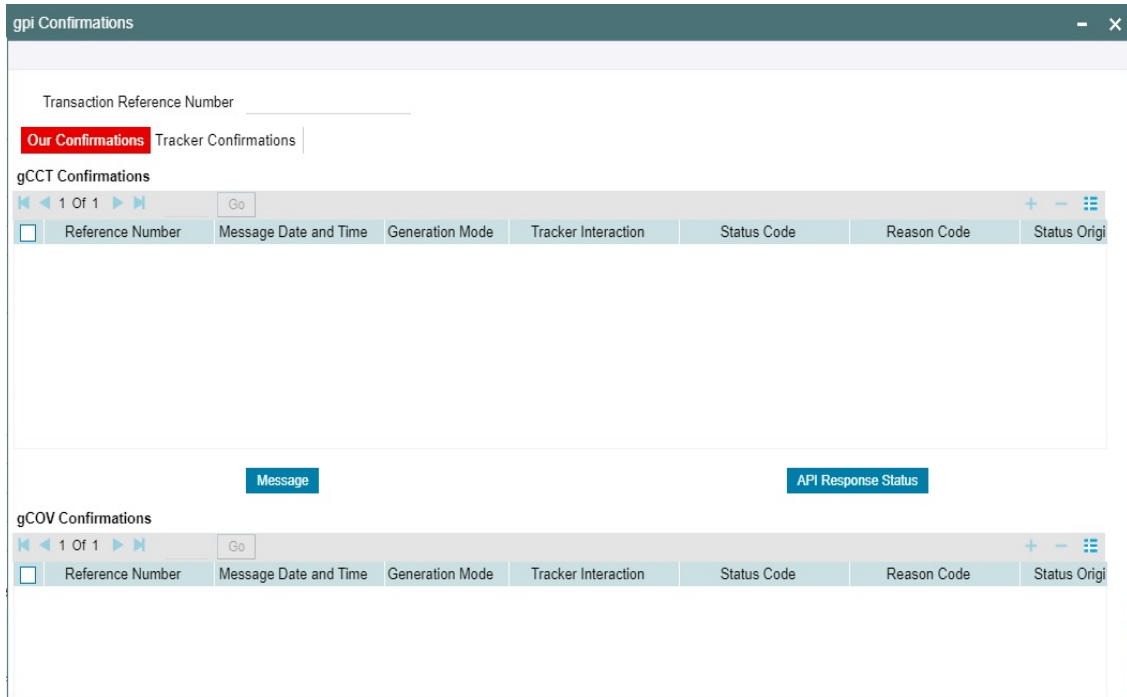 gpi Confirmations
Transaction Reference Number
Our Confirmations Tracker Confirmations
gCCT Confirmations
1 Of 1 Go
Reference Number Message Date and Time Generation Mode Tracker Interaction Status Code Reason Code Status Origi
Message API Response Status
gCOV Confirmations
1 Of 1 Go
Reference Number Message Date and Time Generation Mode Tracker Interaction Status Code Reason Code Status Origi